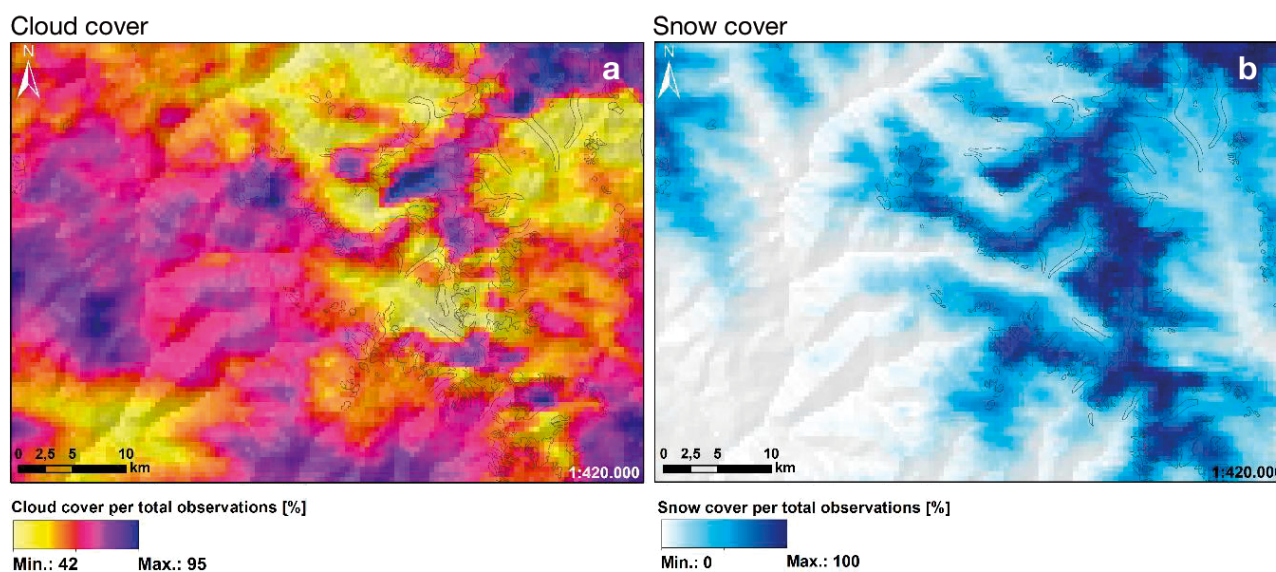 Cloud cover
Snow cover
N
a
N
b
0 2,5 5 10
km
1:420.000
0 2,5 5 10
km
1:420.000
Cloud cover per total observations [%]
Min.: 42 Max.: 95
Snow cover per total observations [%]
Min.: 0 Max.: 100